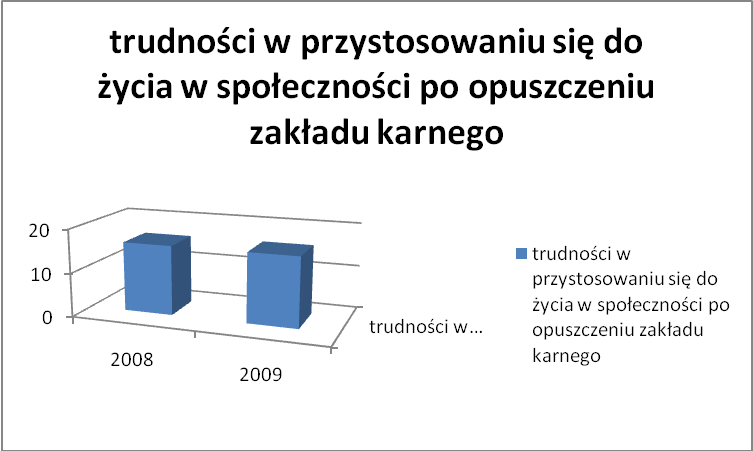 trudności w przystosowaniu się do
życia w społeczności po opuszczeniu
zakładu karnego
20
10
0
2008
2009
trudności w...
trudności w
przystosowaniu się do
życia w społeczności po
opuszczeniu zakładu
karnego